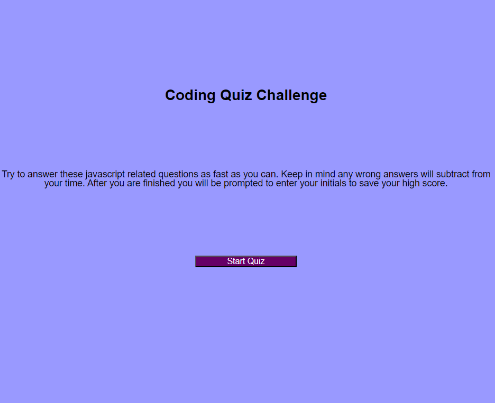 Coding Quiz Challenge
Try to answer these javascript related questions as fast as you can. Keep in mind any wrong answers will subtract from
your time. After you are finished you will be prompted to enter your initials to save your high score.
Start Quiz